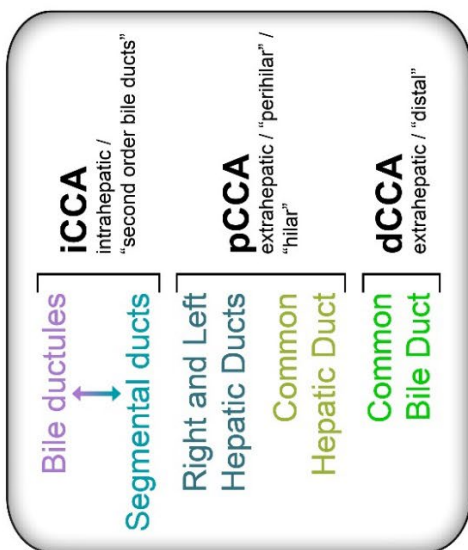 Bile ductules
Segmental ducts
iCCA
intrahepatic /
“second order bile ducts”
Right and Left
Hepatic Ducts
Common
Hepatic Duct
pCCA
extrahepatic / “perihilar” /
“hilar”
Common
Bile Duct
dCCA
extrahepatic / “distal”